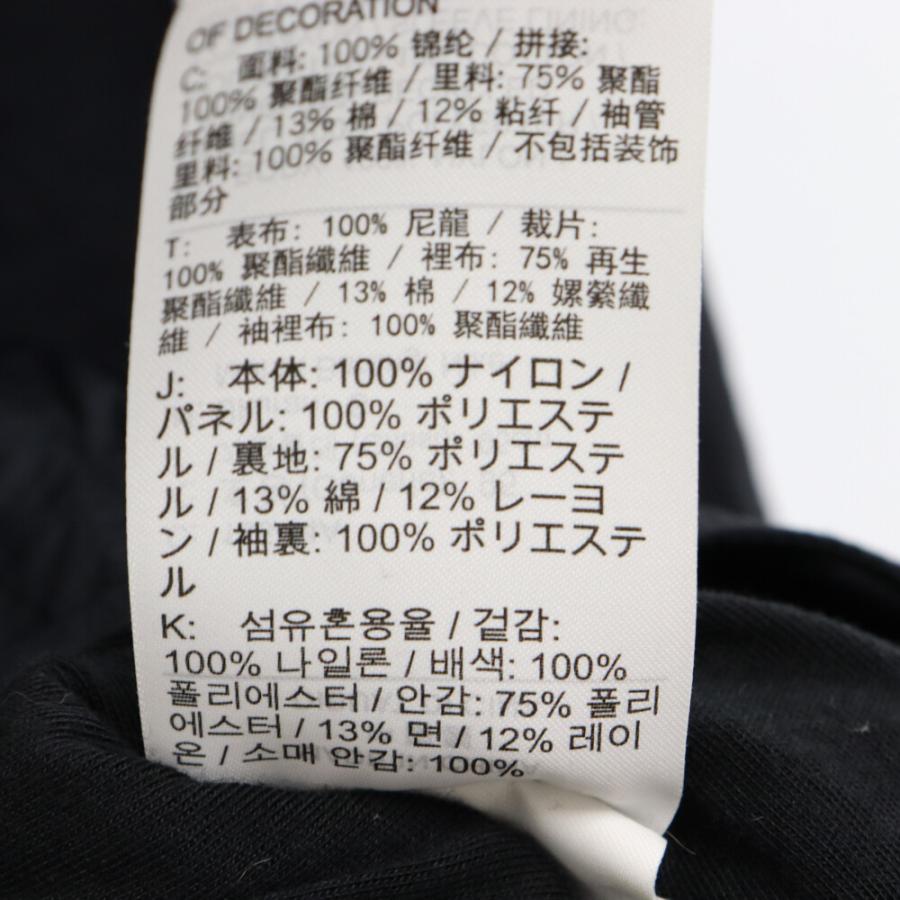 OF DECORATION
C: 面料: 100% 锦纶 / 拼接:
100% 聚酯纤维 / 里料: 75% 聚酯
纤维 / 13% 棉 / 12% 粘纤 / 袖管
里料: 100% 聚酯纤维 / 不包括装饰
部分
T: 表布: 100% 尼龍 / 裁片:
100% 聚酯纖維 / 裡布: 75% 再生
聚酯纖維 / 13% 棉 / 12% 嫘縈纖
維 / 袖裡布: 100% 聚酯纖維
J: 本体: 100% ナイロン /
パネル: 100% ポリエステ
ル / 裏地: 75% ポリエステ
ル / 13% 綿 / 12% レーヨ
ン / 袖裏: 100% ポリエステ
ル
K: 섬유혼용율 / 겉감:
100% 나일론 / 배색: 100%
폴리에스터 / 안감: 75% 폴리
에스터 / 13% 면 / 12% 레이
온 / 소매 안감: 100%